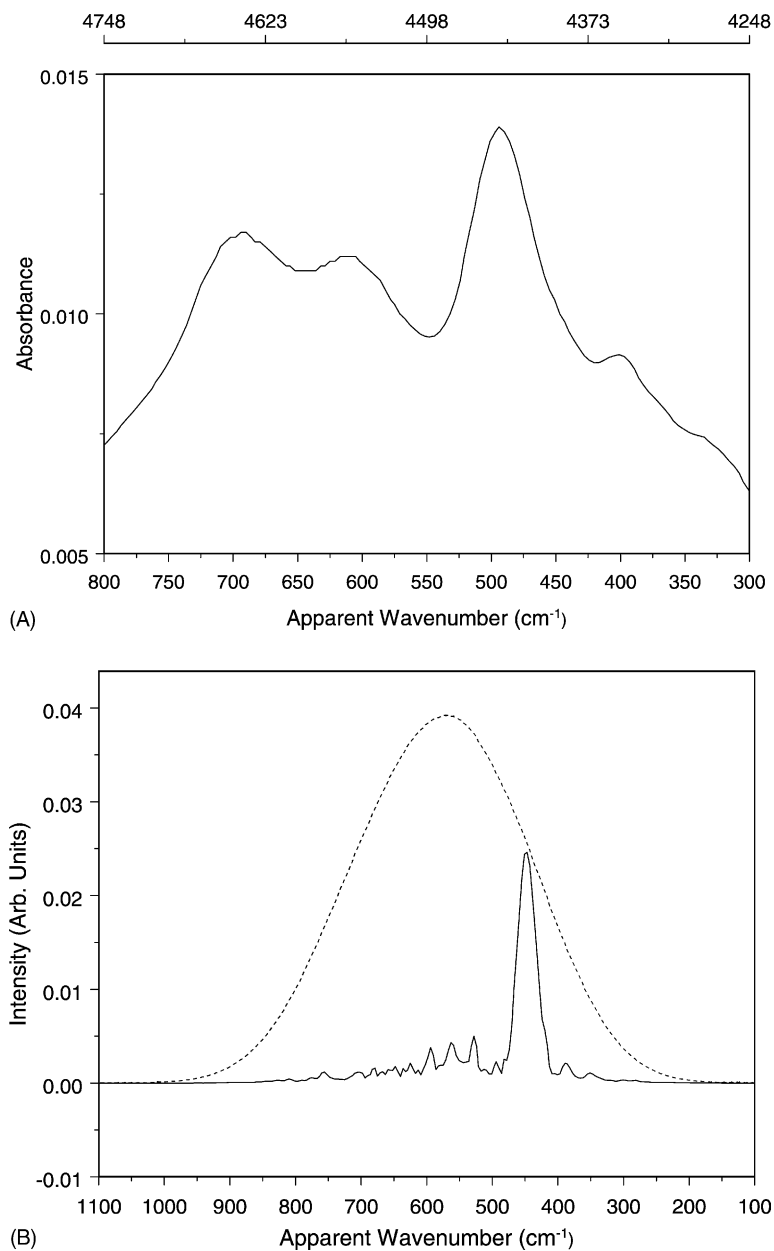 4748 4623 4498 4373 4248
0.015
0.010
0.005
Absorbance
800 750 700 650 600 550 500 450 400 350 300
Apparent Wavenumber (cm-1)
(A)
0.04
0.03
0.02
0.01
0.00
-0.01
Intensity (Arb. Units)
1100 1000 900 800 700 600 500 400 300 200 100
Apparent Wavenumber (cm-1)
(B)